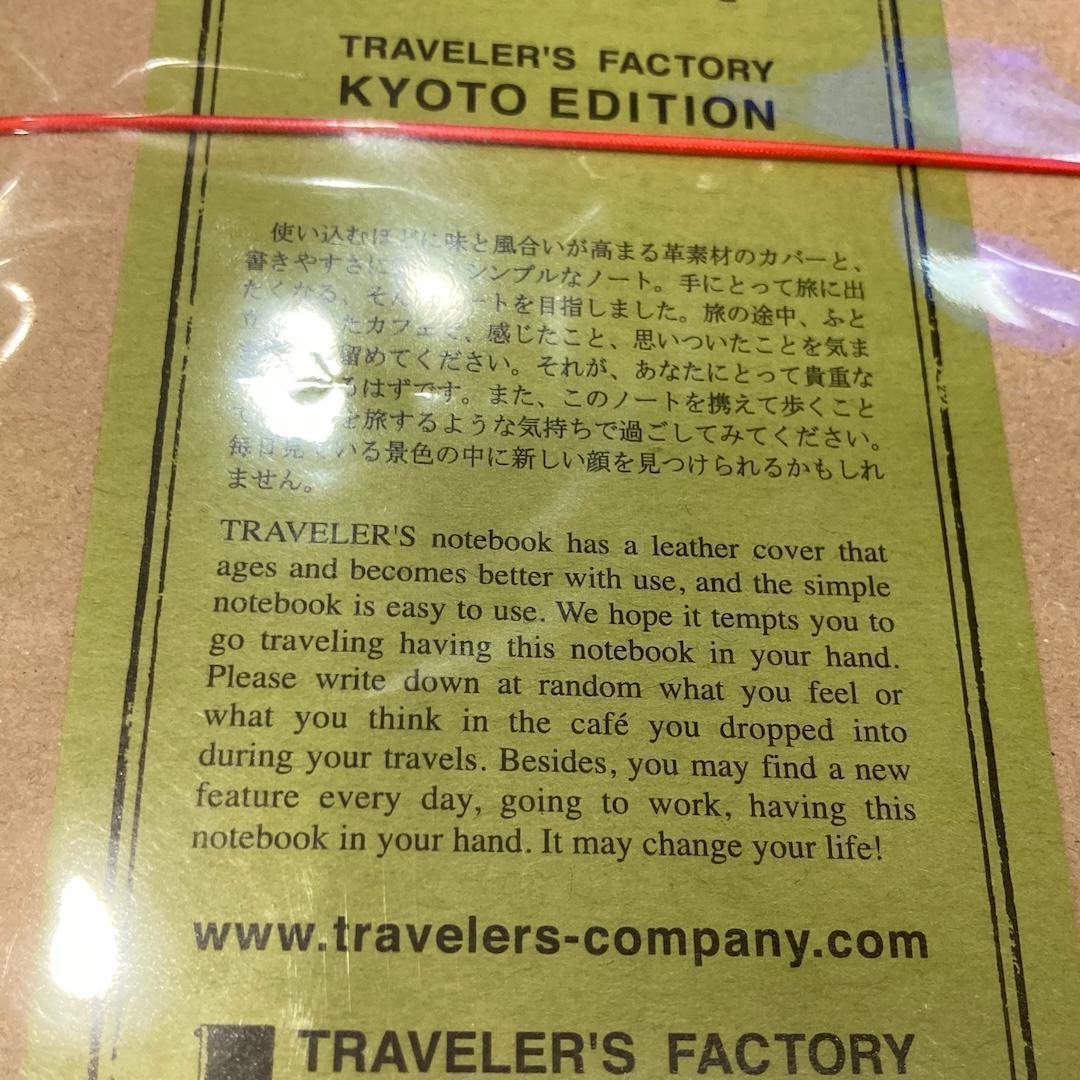 TRAVELER'S FACTORY
KYOTO EDITION
使い込むほどに味と風合いが高まる革素材のカバーと、
書きやすさに シンプルなノート。手にとって旅に出
たくなる、そん ートを目指しました。旅の途中、ふと
立 たカフェで、感じたこと、思いついたことを気ま
留めてください。それが、あなたにとって貴重な
るはずです。また、このノートを携えて歩くこと
を旅するような気持ちで過ごしてみてください。
毎日見ている景色の中に新しい顔を見つけられるかもしれ
ません。
TRAVELER'S notebook has a leather cover that
ages and becomes better with use, and the simple
notebook is easy to use. We hope it tempts you to
go traveling having this notebook in your hand.
Please write down at random what you feel or
what you think in the café you dropped into
during your travels. Besides, you may find a new
feature every day, going to work, having this
notebook in your hand. It may change your life!
www.travelers-company.com
TRAVELER'S FACTORY